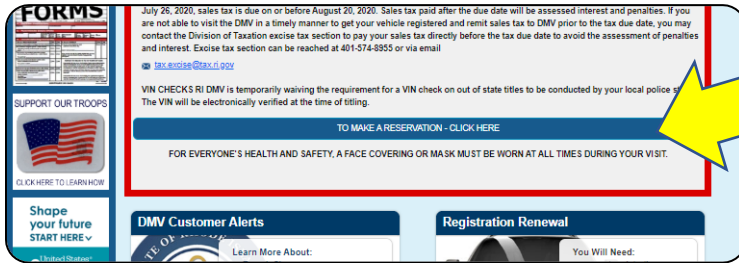 FORMS
SUPPORT OUR TROOPS
CLICK HERE TO LEARN HOW
Shape
your future
START HERE
United States
July 26, 2020, sales tax is due on or before August 20, 2020. Sales tax paid after the due date will be assessed interest and penalties. If you
are not able to visit the DMV in a timely manner to get your vehicle registered and remit sales tax to DMV prior to the tax due date, you may
contact the Division of Taxation excise tax section to pay your sales tax directly before the tax due date to avoid the assessment of penalties
and interest. Excise tax section can be reached at 401-574-8955 or via email
tax.excise@tax.ri.gov
VIN CHECKS RI DMV is temporarily waiving the requirement for a VIN check on out of state titles to be conducted by your local police
The VIN will be electronically verified at the time of titling.
TO MAKE A RESERVATION - CLICK HERE
FOR EVERYONE'S HEALTH AND SAFETY, A FACE COVERING OR MASK MUST BE WORN AT ALL TIMES DURING YOUR VISIT.
DMV Customer Alerts
Learn More About:
Registration Renewal
You Will Need: